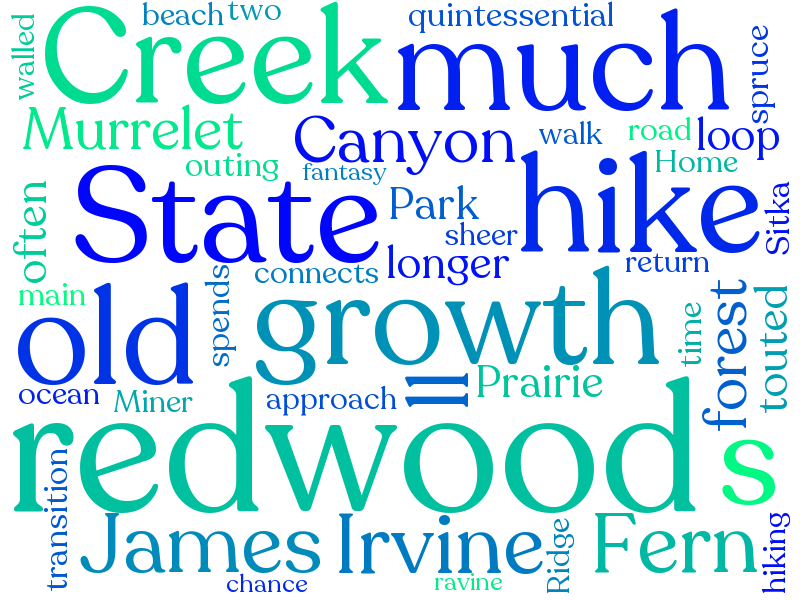 walled
Creek
beach
two
quintessential
much
spruce
Murrelet
Canyon
walk
road
loop
outing
fantasy
Home
often
State
Park
hike
Sitka
sheer
longer
return
connects
spends
main
old
growth
time
forest
touted
ll
Prairie
ocean
Miner
approach
redwood
s
transition
James
Irvine
Ridge
Fern
hiking
chance
ravine